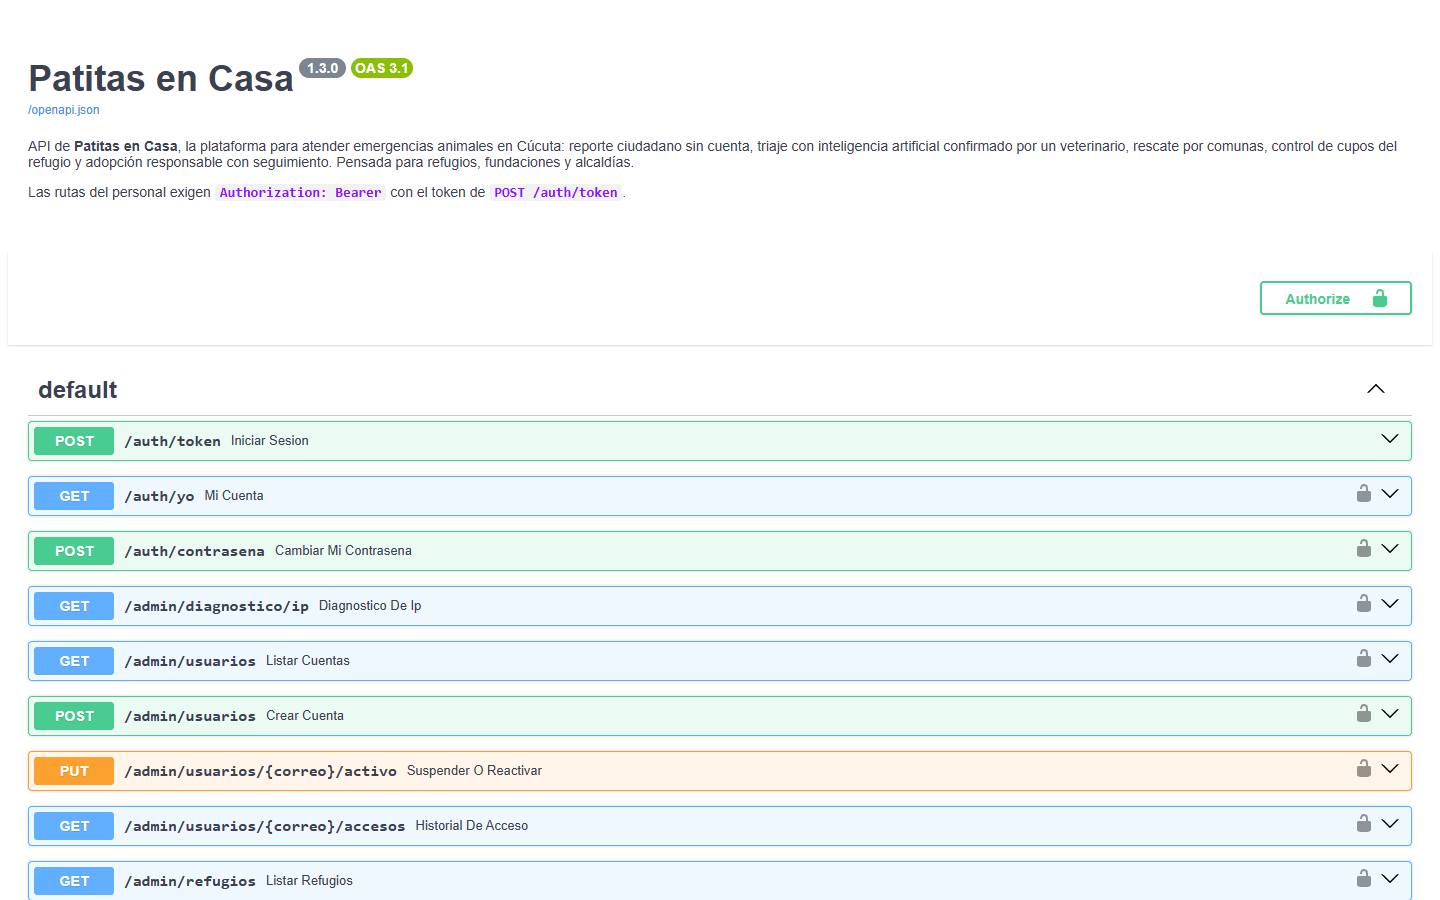 Patitas en Casa 1.3.0 OAS 3.1
/openapi.json
API de Patitas en Casa, la plataforma para atender emergencias animales en Cúcuta: reporte ciudadano sin cuenta, triaje con inteligencia artificial confirmado por un veterinario, rescate por comunas, control de cupos del
refugio y adopción responsable con seguimiento. Pensada para refugios, fundaciones y alcaldías.
Las rutas del personal exigen Authorization: Bearer con el token de POST /auth/token.
Authorize
default
POST /auth/token Iniciar Sesion
GET /auth/yo Mi Cuenta
POST /auth/contrasena Cambiar Mi Contrasena
GET /admin/diagnostico/ip Diagnostico De Ip
GET /admin/usuarios Listar Cuentas
POST /admin/usuarios Crear Cuenta
PUT /admin/usuarios/{correo}/activo Suspender O Reactivar
GET /admin/usuarios/{correo}/accesos Historial De Acceso
GET /admin/refugios Listar Refugios